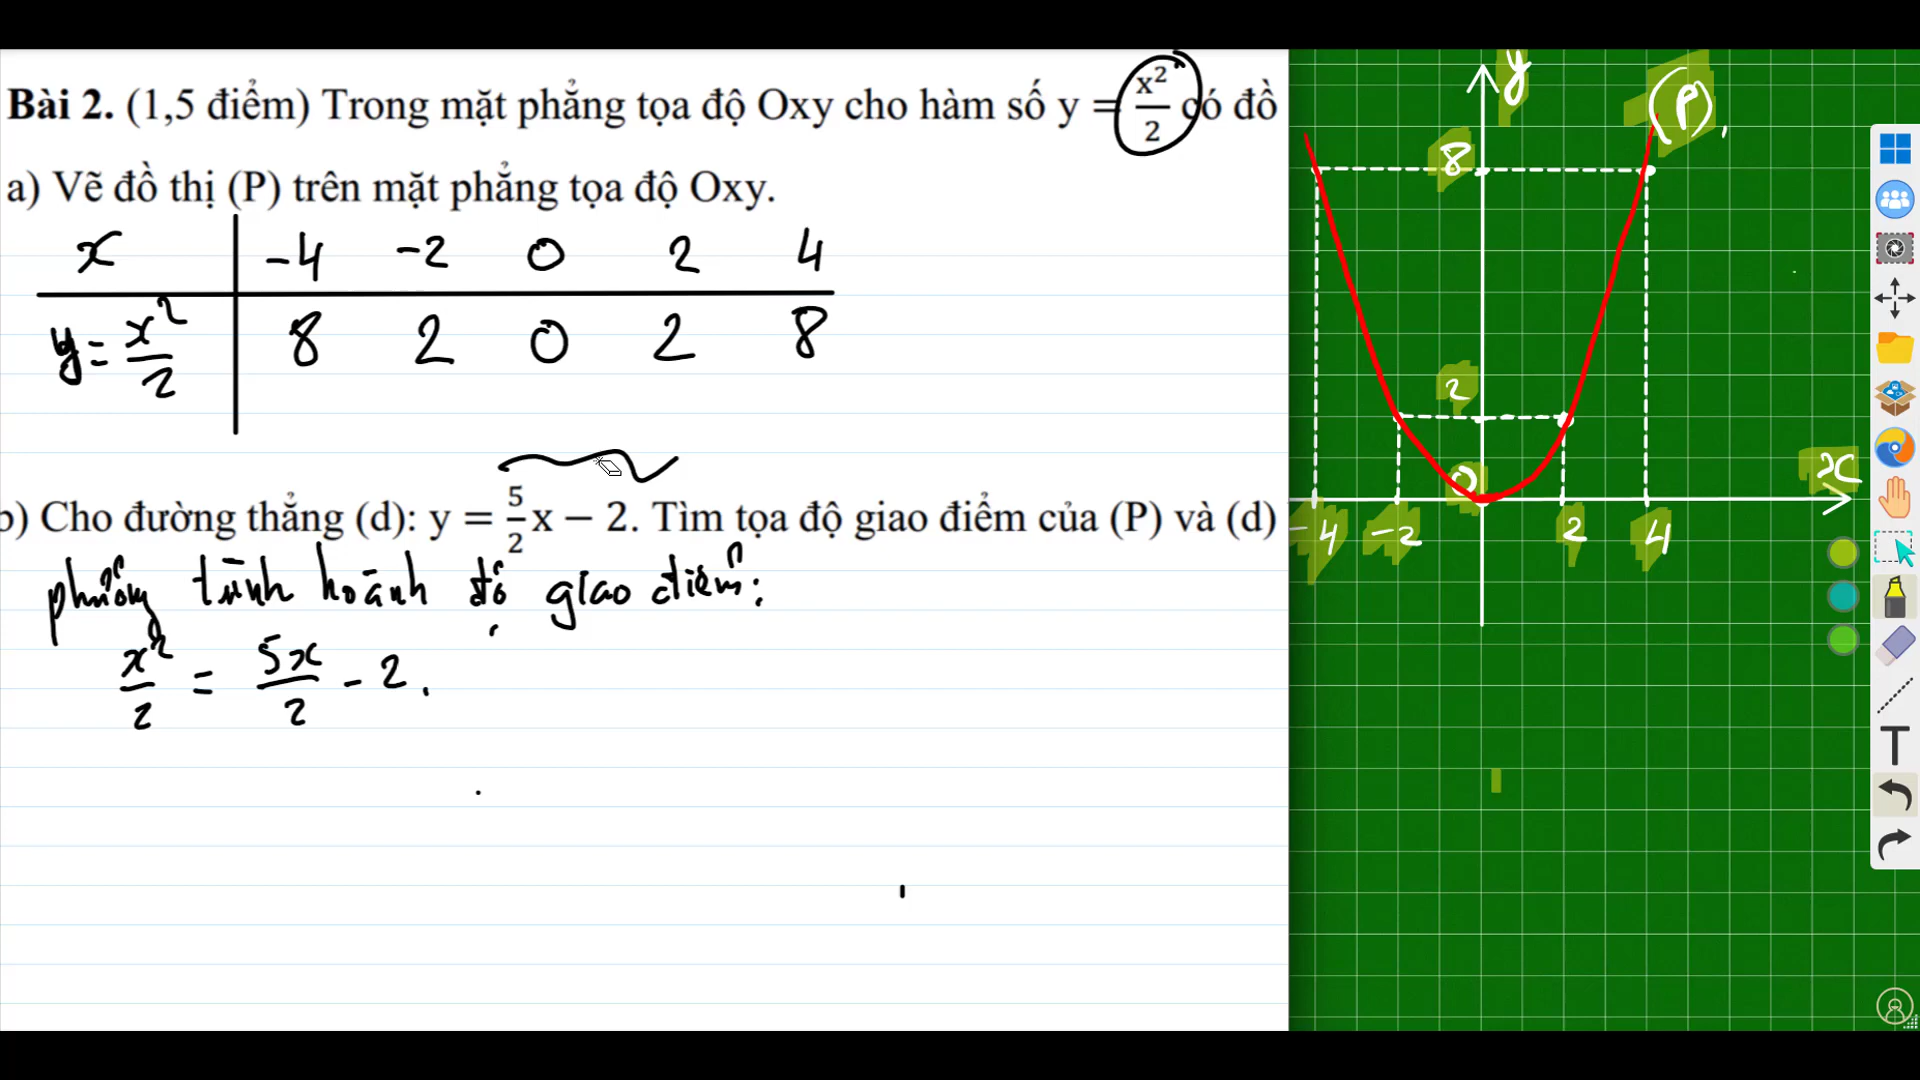 Bài 2. (1,5 điểm) Trong mặt phẳng tọa độ Oxy cho hàm số y = x²/2 có đồ
a) Vẽ đồ thị (P) trên mặt phẳng tọa độ Oxy.
x -4 -2 0 2 4
y = x²/2 8 2 0 2 8
b) Cho đường thẳng (d): y = 5/2 x − 2. Tìm tọa độ giao điểm của (P) và (d)
phương trình hoành độ giao điểm:
x²/2 = 5x/2 - 2.
y
(P).
8
2
0
x
-4 -2 2 4
T